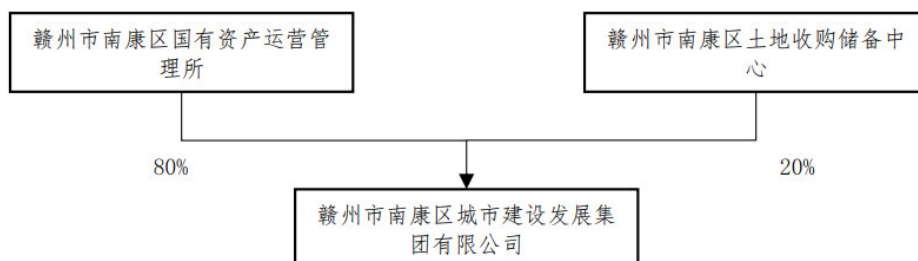 赣州市南康区国有资产运营管
理所
赣州市南康区土地收购储备中
心
80%
20%
赣州市南康区城市建设发展集
团有限公司